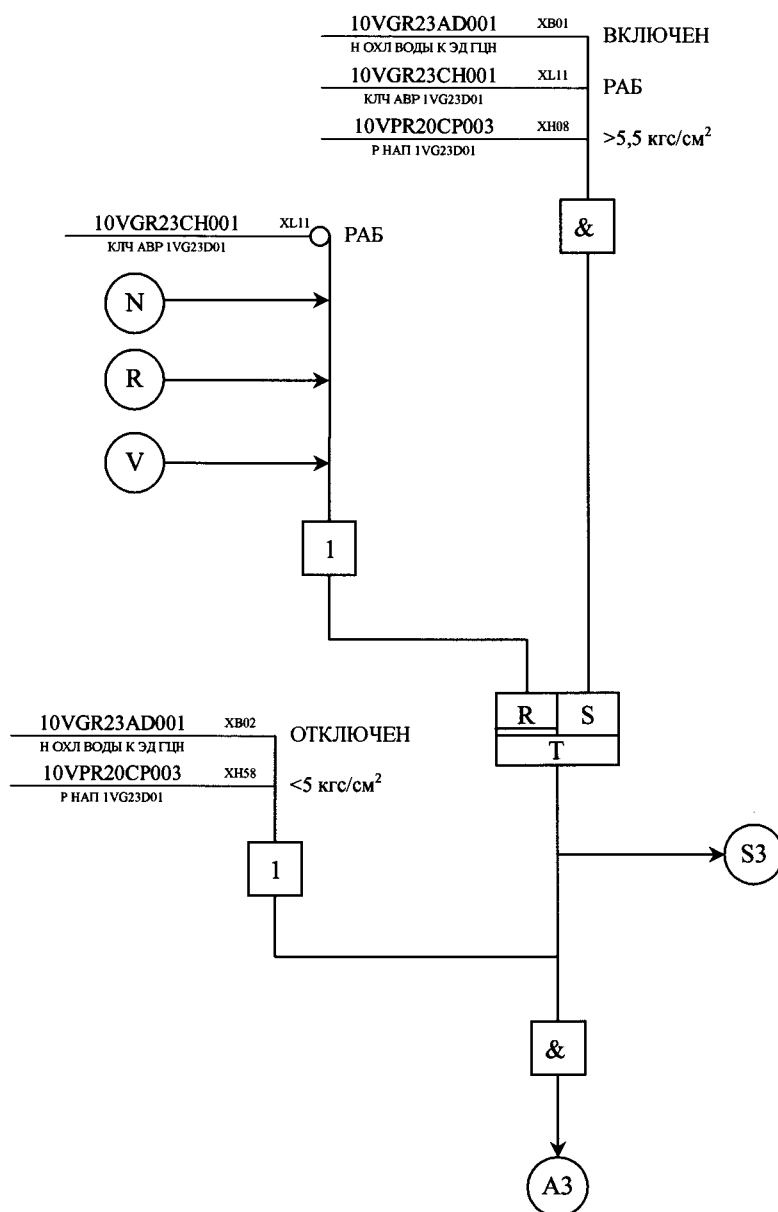 10VGR23AD001 XB01 ВКЛЮЧЕН
Н ОХЛ ВОДЫ К ЭД ГЦН
10VGR23CH001 XL11 РАБ
КЛЧ АВР 1VG23D01
10VPR20CP003 XH08 >5,5 кгс/см²
Р НАП 1VG23D01
&
10VGR23CH001 XL11 РАБ
КЛЧ АВР 1VG23D01
N
R
V
1
R S
T
10VGR23AD001 XB02 ОТКЛЮЧЕН
Н ОХЛ ВОДЫ К ЭД ГЦН
10VPR20CP003 XH58 <5 кгс/см²
Р НАП 1VG23D01
1
S3
&
A3